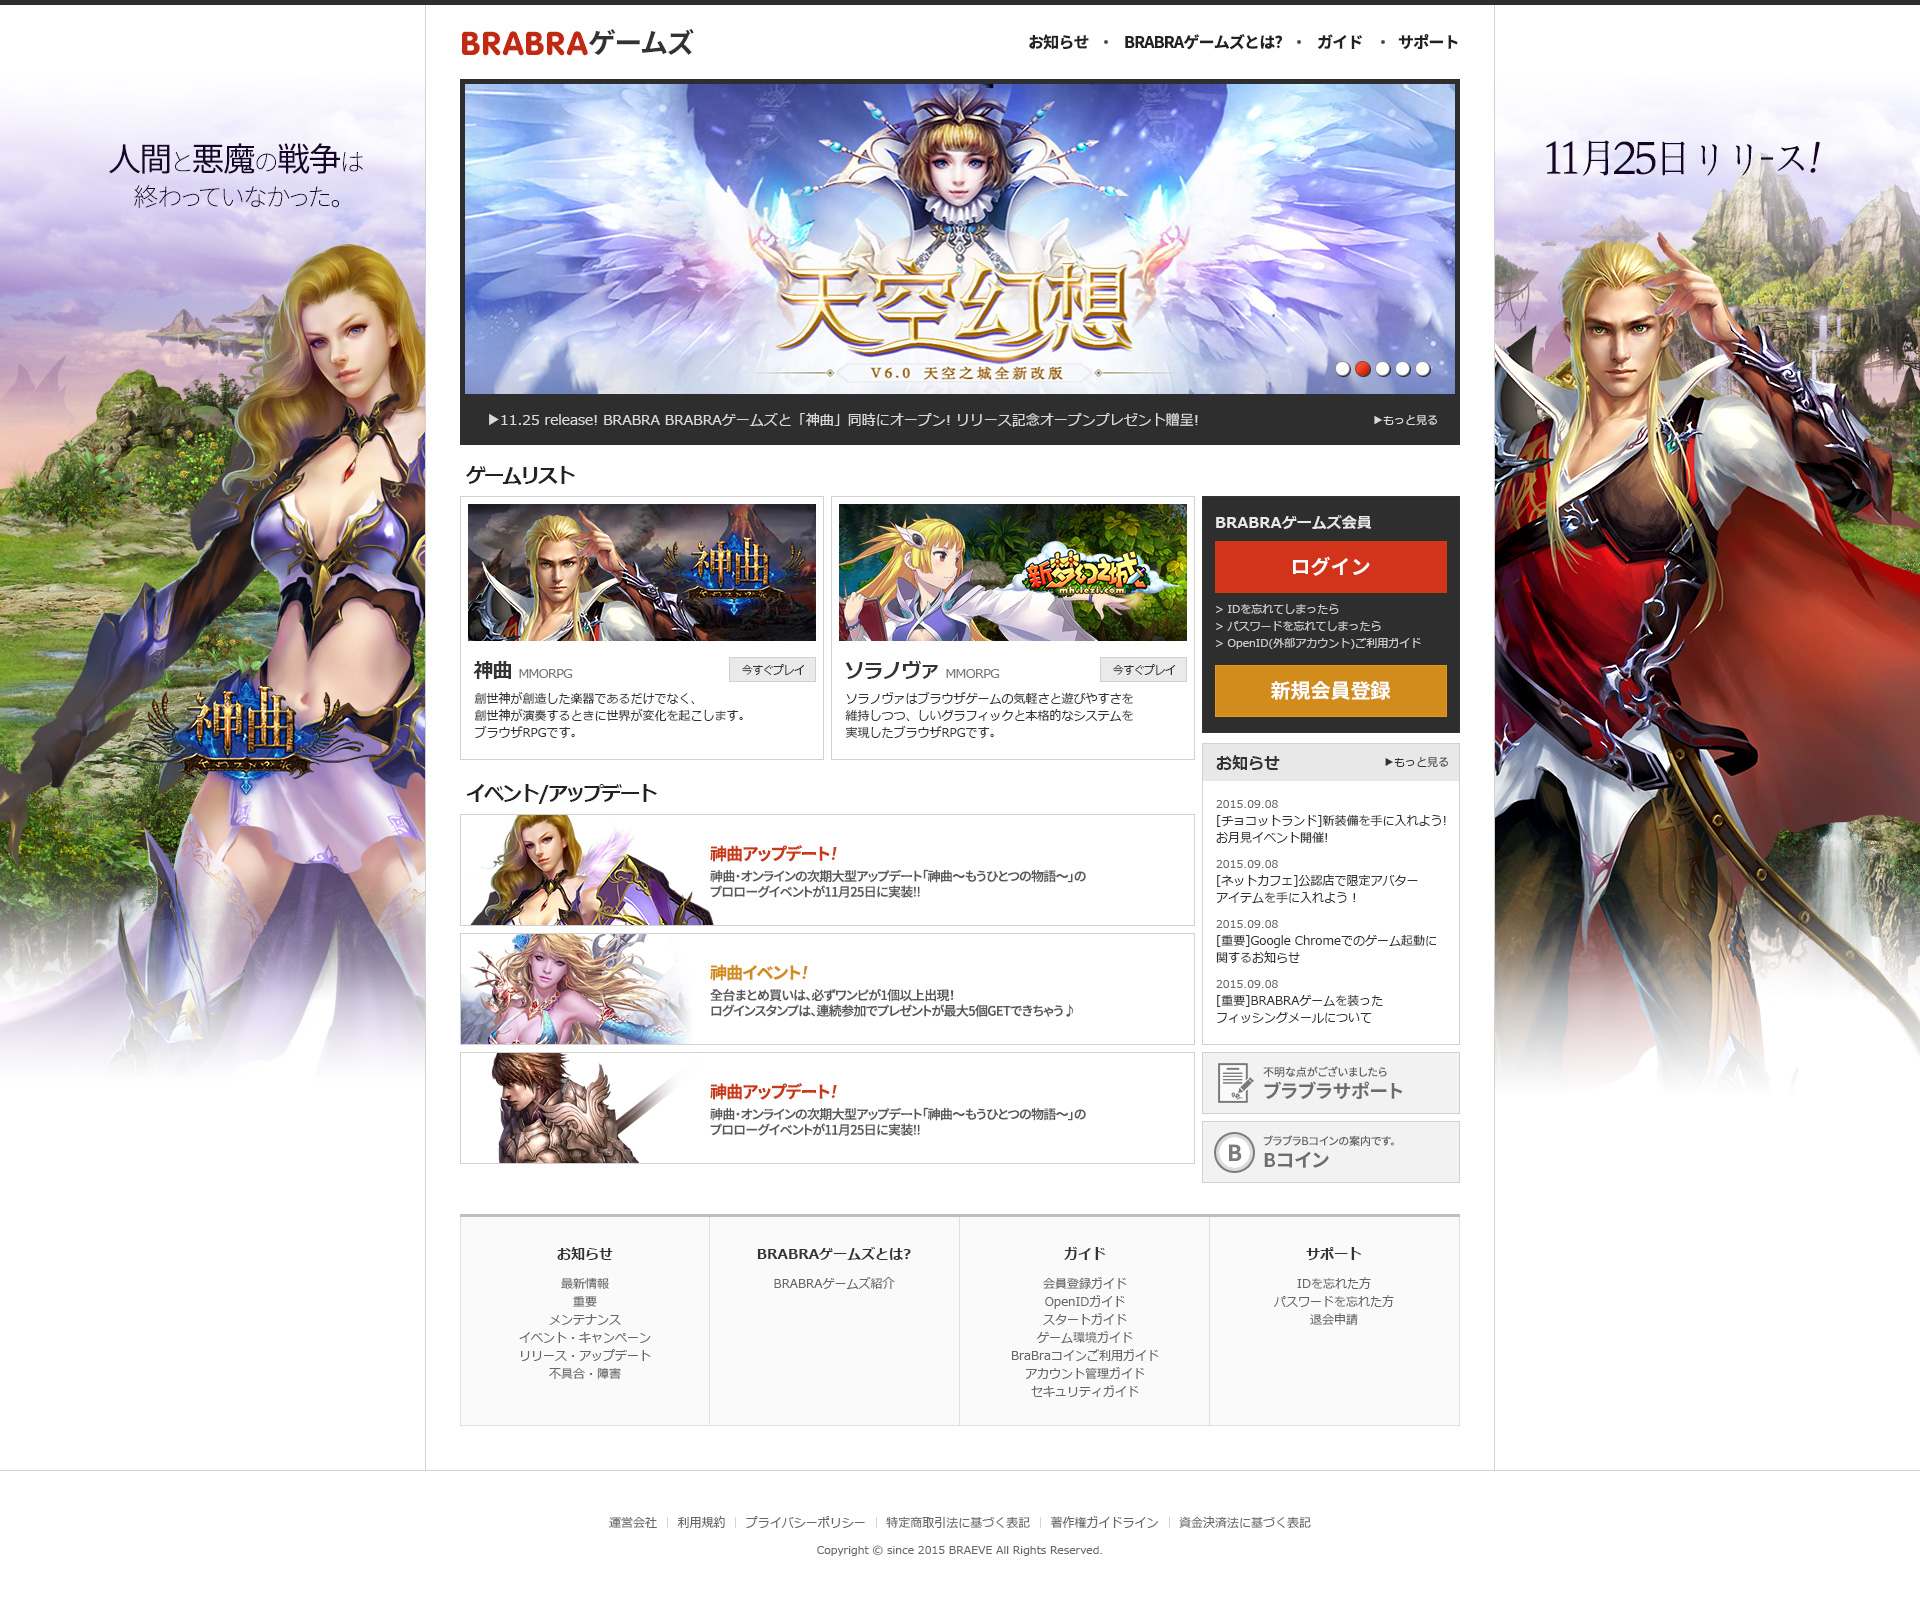 BRABRAゲームズ
お知らせ ・ BRABRAゲームズとは? ・ ガイド ・ サポート
人間と悪魔の戦争は
終わっていなかった。
11月25日 リリース!
天空幻想
V6.0 天空之城全新改版
▶11.25 release! BRABRA BRABRAゲームズと「神曲」同時にオープン! リリース記念オープンプレゼント贈呈!
▶もっと見る
ゲームリスト
神曲
神曲 MMORPG
今すぐプレイ
創世神が創造した楽器であるだけでなく、
創世神が演奏するときに世界が変化を起こします。
ブラウザRPGです。
新梦幻之城
mh.lezi.com
ソラノヴァ MMORPG
今すぐプレイ
ソラノヴァはブラウザゲームの気軽さと遊びやすさを
維持しつつ、しいグラフィックと本格的なシステムを
実現したブラウザRPGです。
BRABRAゲームズ会員
ログイン
> IDを忘れてしまったら
> パスワードを忘れてしまったら
> OpenID(外部アカウント)ご利用ガイド
新規会員登録
神曲
イベント/アップデート
神曲アップデート!
神曲・オンラインの次期大型アップデート「神曲～もうひとつの物語～」の
プロローグイベントが11月25日に実装!!
神曲イベント!
全台まとめ買いは、必ずワンピが1個以上出現!
ログインスタンプは、連続参加でプレゼントが最大5個GETできちゃう♪
神曲アップデート!
神曲・オンラインの次期大型アップデート「神曲～もうひとつの物語～」の
プロローグイベントが11月25日に実装!!
お知らせ
▶もっと見る
2015.09.08
[チョコットランド]新装備を手に入れよう!
お月見イベント開催!
2015.09.08
[ネットカフェ]公認店で限定アバター
アイテムを手に入れよう！
2015.09.08
[重要]Google Chromeでのゲーム起動に
関するお知らせ
2015.09.08
[重要]BRABRAゲームを装った
フィッシングメールについて
不明な点がございましたら
ブラブラサポート
B
ブラブラBコインの案内です。
Bコイン
お知らせ
最新情報
重要
メンテナンス
イベント・キャンペーン
リリース・アップデート
不具合・障害
BRABRAゲームズとは?
BRABRAゲームズ紹介
ガイド
会員登録ガイド
OpenIDガイド
スタートガイド
ゲーム環境ガイド
BraBraコインご利用ガイド
アカウント管理ガイド
セキュリティガイド
サポート
IDを忘れた方
パスワードを忘れた方
退会申請
運営会社 | 利用規約 | プライバシーポリシー | 特定商取引法に基づく表記 | 著作権ガイドライン | 資金決済法に基づく表記
Copyright © since 2015 BRAEVE All Rights Reserved.